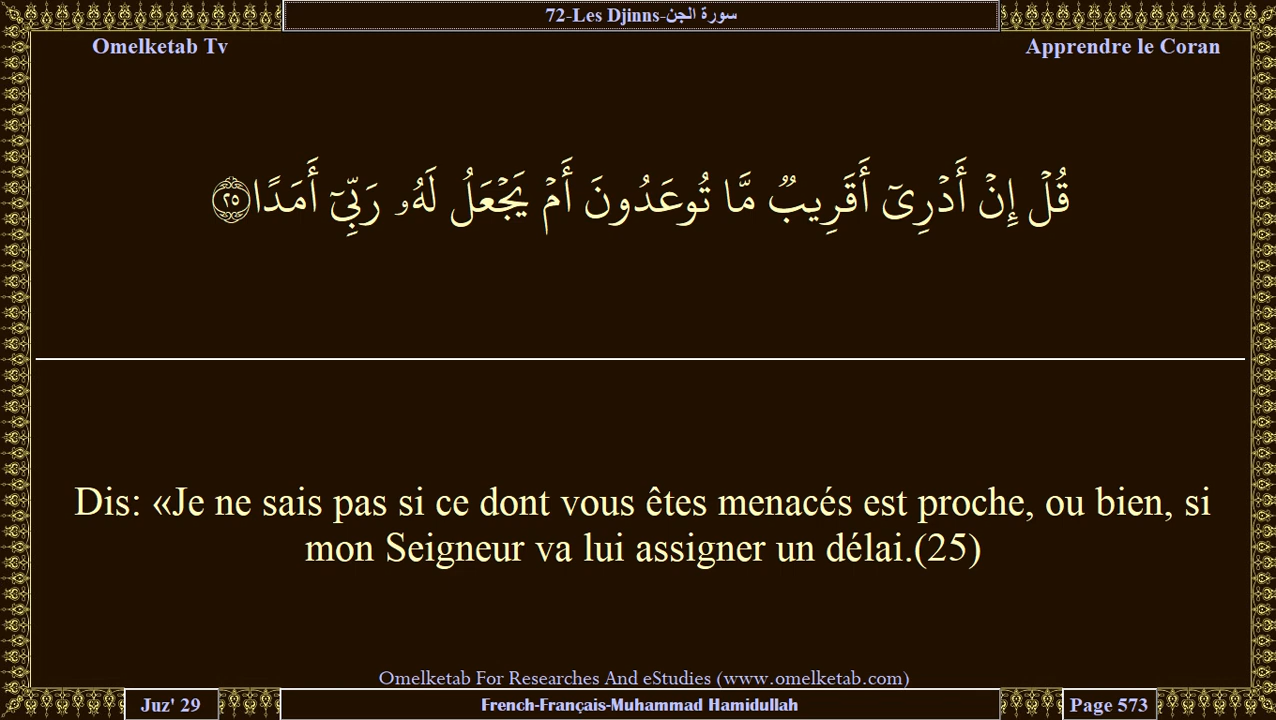 72-Les Djinns-سورة الجن
Omelketab Tv
Apprendre le Coran
قُلۡ إِنۡ أَدۡرِيٓ أَقَرِيبٞ مَّا تُوعَدُونَ أَمۡ يَجۡعَلُ لَهُۥ رَبِّيٓ أَمَدًا ٢٥
Dis: «Je ne sais pas si ce dont vous êtes menacés est proche, ou bien, si
mon Seigneur va lui assigner un délai.(25)
Omelketab For Researches And eStudies (www.omelketab.com)
Juz' 29
French-Français-Muhammad Hamidullah
Page 573